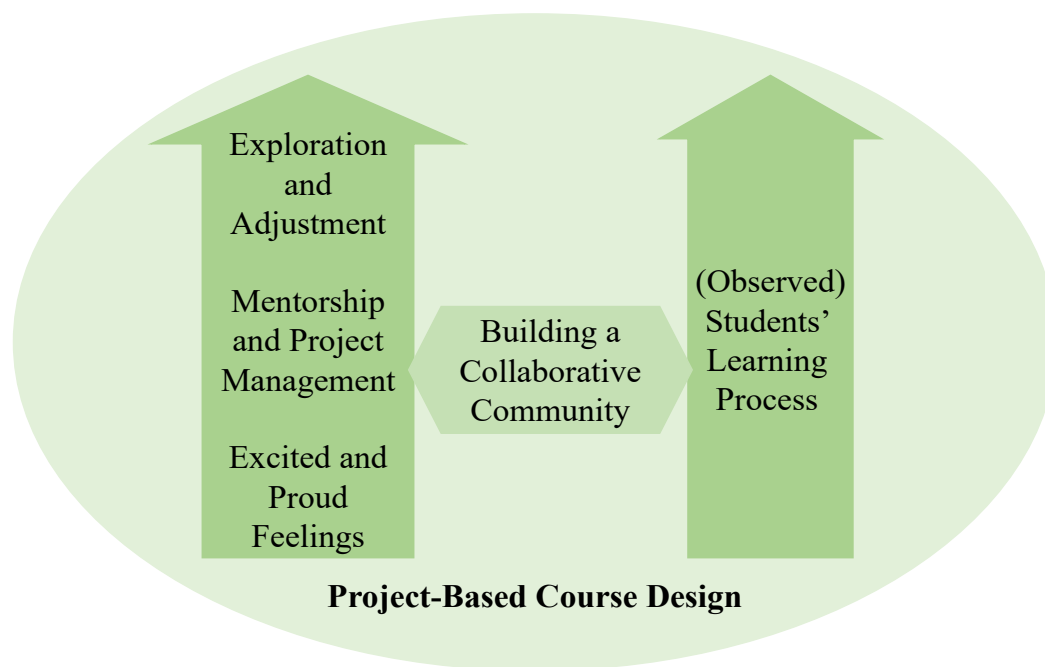 Exploration
and
Adjustment
Mentorship
and Project
Management
Excited and
Proud
Feelings
Building a
Collaborative
Community
(Observed)
Students’
Learning
Process
Project-Based Course Design